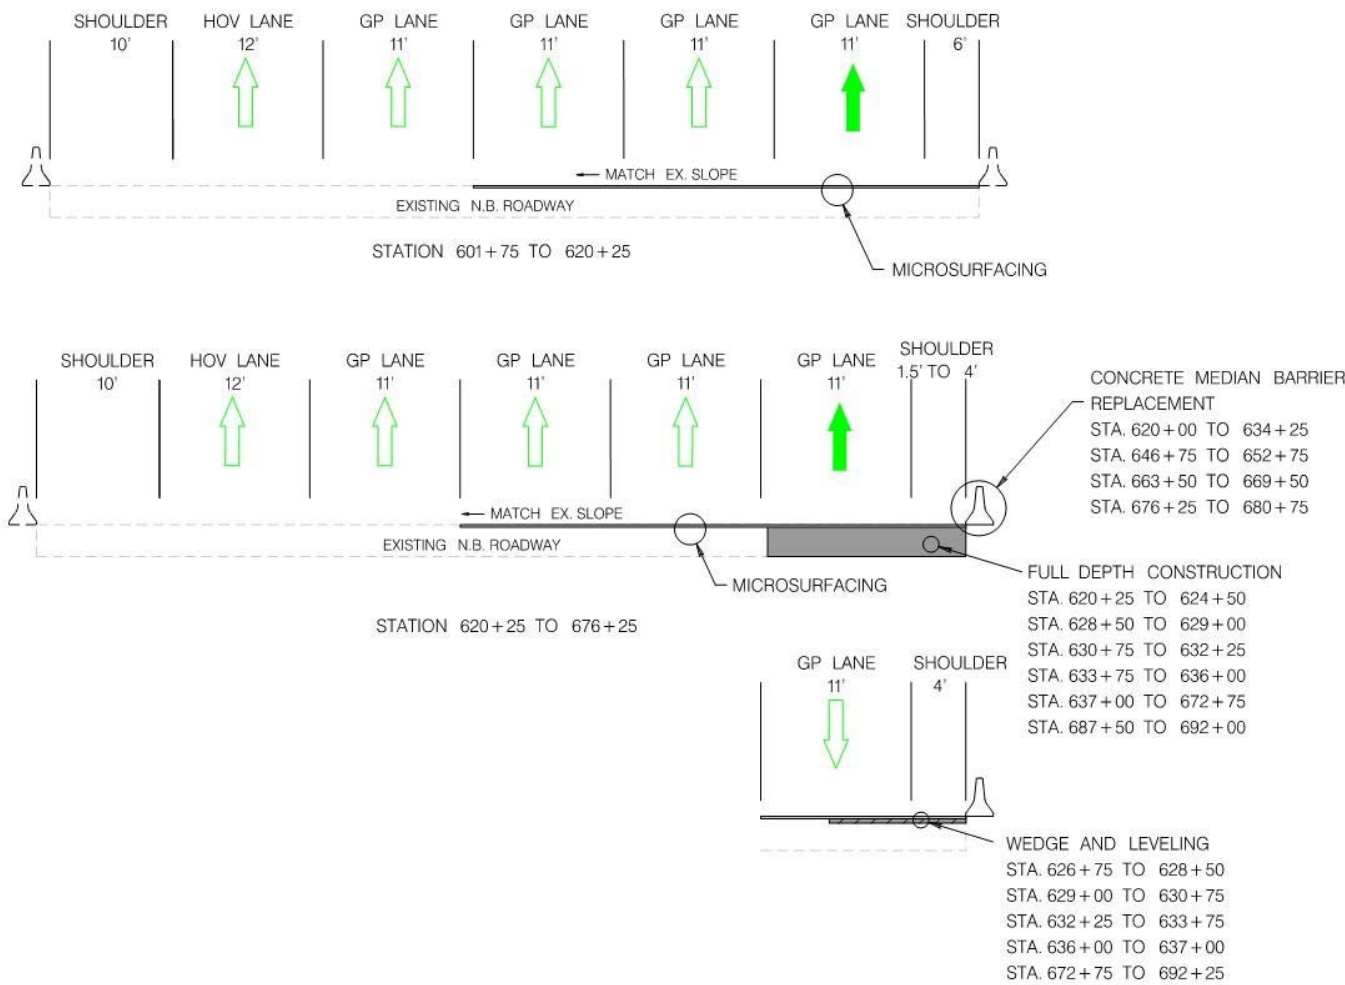 SHOULDER HOV LANE GP LANE GP LANE GP LANE GP LANE SHOULDER
10' 12' 11' 11' 11' 11' 6'
← MATCH EX. SLOPE
EXISTING N.B. ROADWAY
STATION 601+75 TO 620+25
MICROSURFACING
SHOULDER HOV LANE GP LANE GP LANE GP LANE GP LANE SHOULDER
10' 12' 11' 11' 11' 11' 1.5' TO 4'
CONCRETE MEDIAN BARRIER
REPLACEMENT
STA. 620+00 TO 634+25
STA. 646+75 TO 652+75
STA. 663+50 TO 669+50
STA. 676+25 TO 680+75
← MATCH EX. SLOPE
EXISTING N.B. ROADWAY
MICROSURFACING
STATION 620+25 TO 676+25
FULL DEPTH CONSTRUCTION
STA. 620+25 TO 624+50
STA. 628+50 TO 629+00
STA. 630+75 TO 632+25
STA. 633+75 TO 636+00
STA. 637+00 TO 672+75
STA. 687+50 TO 692+00
GP LANE SHOULDER
11' 4'
WEDGE AND LEVELING
STA. 626+75 TO 628+50
STA. 629+00 TO 630+75
STA. 632+25 TO 633+75
STA. 636+00 TO 637+00
STA. 672+75 TO 692+25